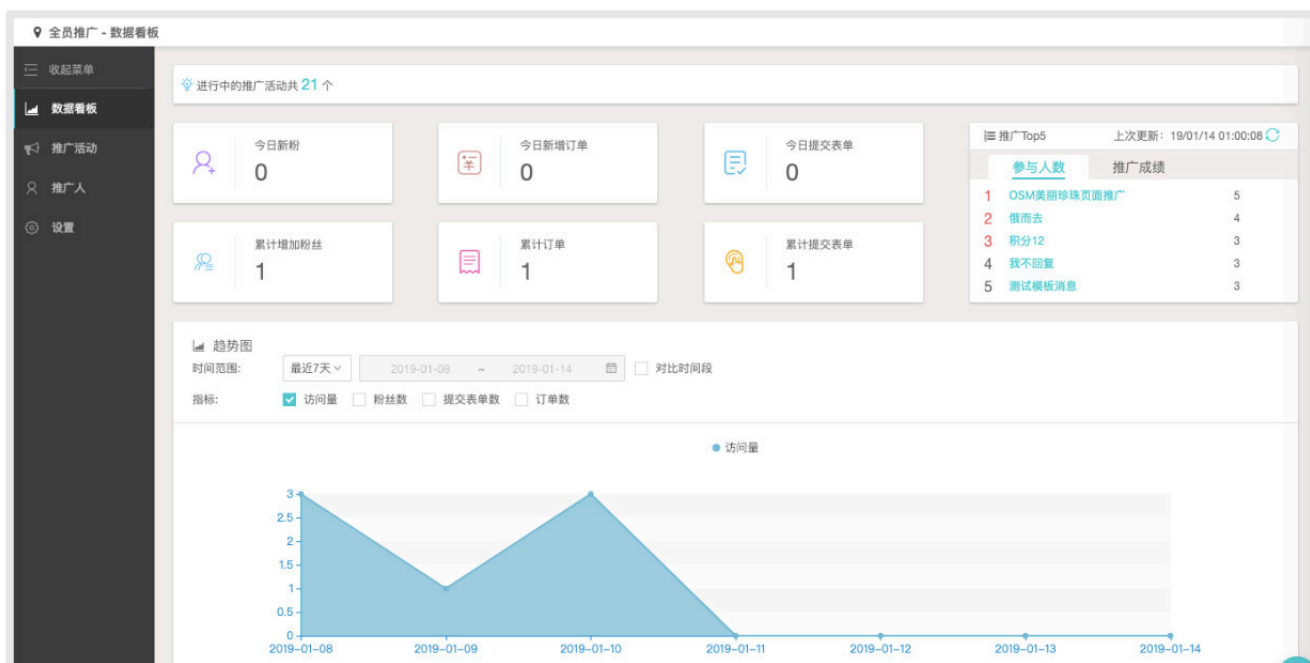 全员推广 - 数据看板
收起菜单
数据看板
推广活动
推广人
设置
进行中的推广活动共 21 个
今日新粉
0
今日新增订单
0
今日提交表单
0
累计增加粉丝
1
累计订单
1
累计提交表单
1
推广Top5 上次更新: 19/01/14 01:00:08
参与人数 推广成绩
1 OSM美丽珍珠页面推广 5
2 俄而去 4
3 积分12 3
4 我不回复 3
5 测试模板消息 3
趋势图
时间范围: 最近7天 2019-01-08 ~ 2019-01-14 对比时间段
指标: 访问量 粉丝数 提交表单数 订单数
访问量
3
2.5
2
1.5
1
0.5
0
2019-01-08 2019-01-09 2019-01-10 2019-01-11 2019-01-12 2019-01-13 2019-01-14